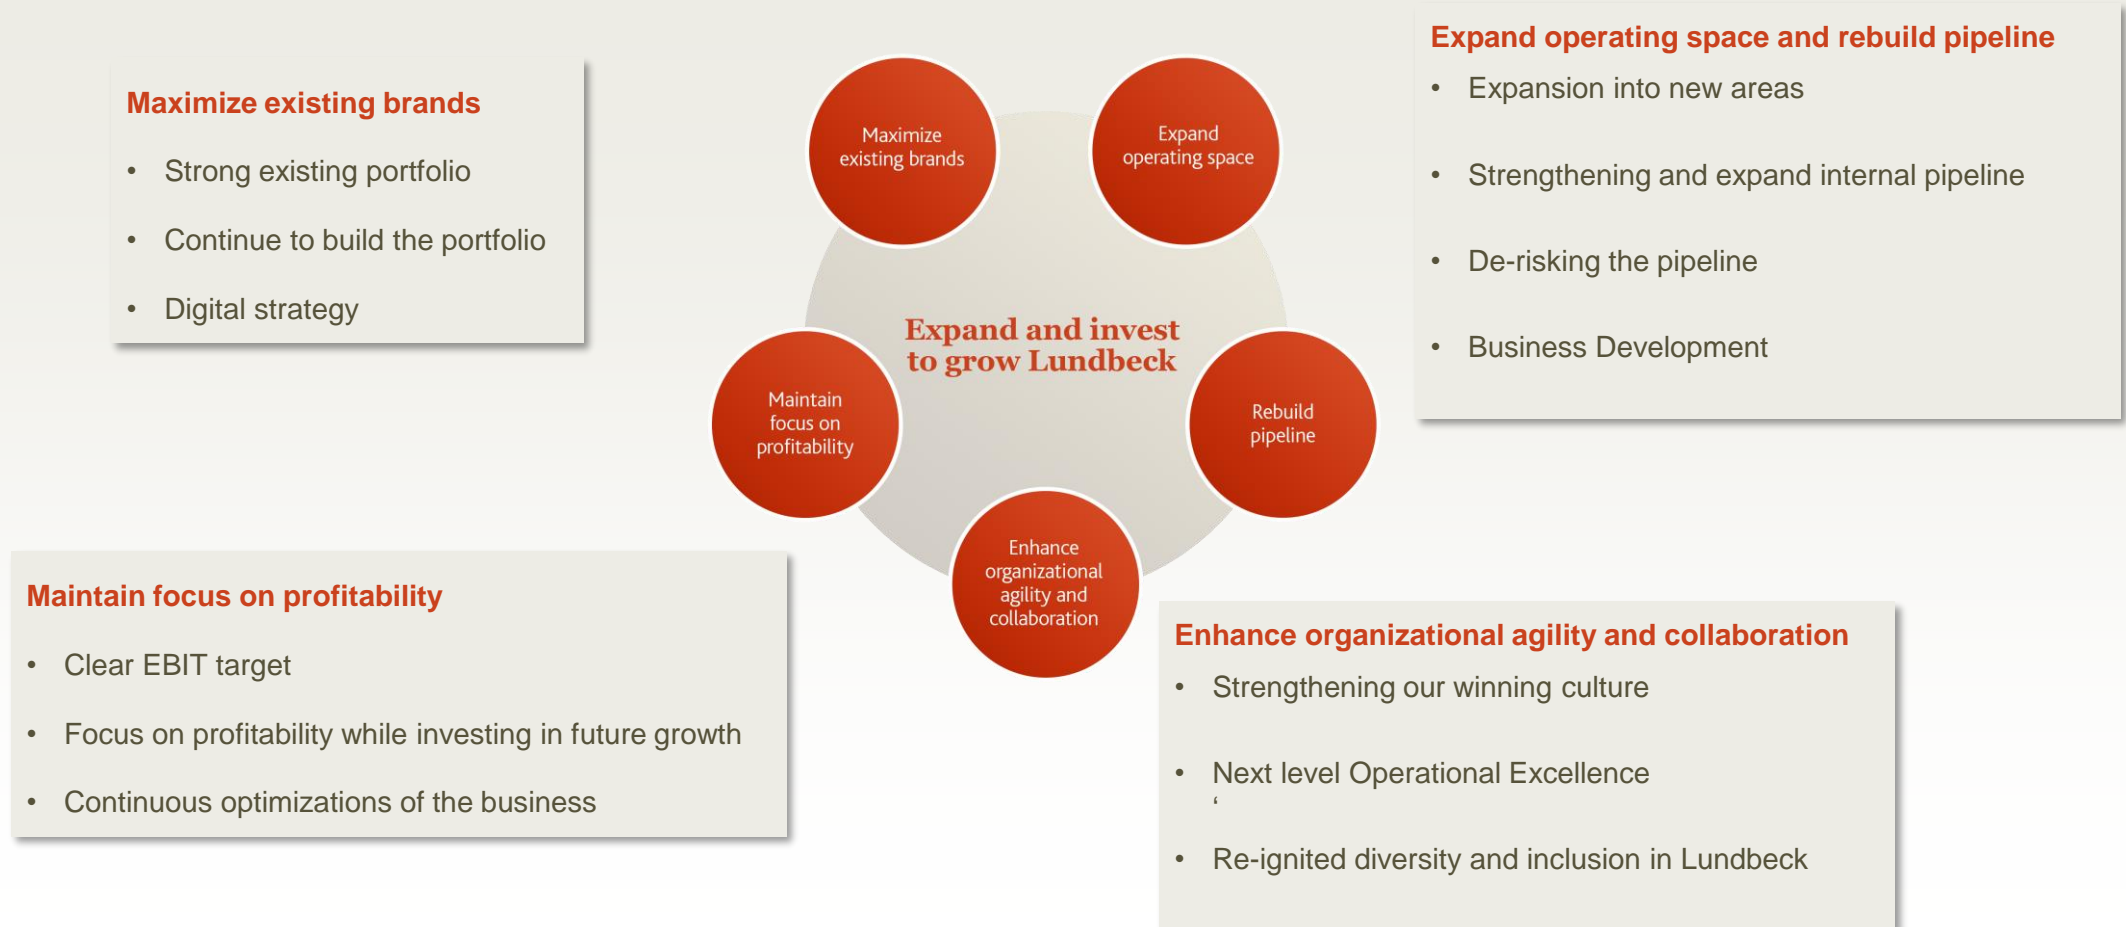 Maximize existing brands
• Strong existing portfolio
• Continue to build the portfolio
• Digital strategy
Maximize
existing brands
Expand
operating space
Expand operating space and rebuild pipeline
• Expansion into new areas
• Strengthening and expand internal pipeline
• De-risking the pipeline
• Business Development
Expand and invest
to grow Lundbeck
Maintain
focus on
profitability
Rebuild
pipeline
Enhance
organizational
agility and
collaboration
Maintain focus on profitability
• Clear EBIT target
• Focus on profitability while investing in future growth
• Continuous optimizations of the business
Enhance organizational agility and collaboration
• Strengthening our winning culture
• Next level Operational Excellence
‘
• Re-ignited diversity and inclusion in Lundbeck